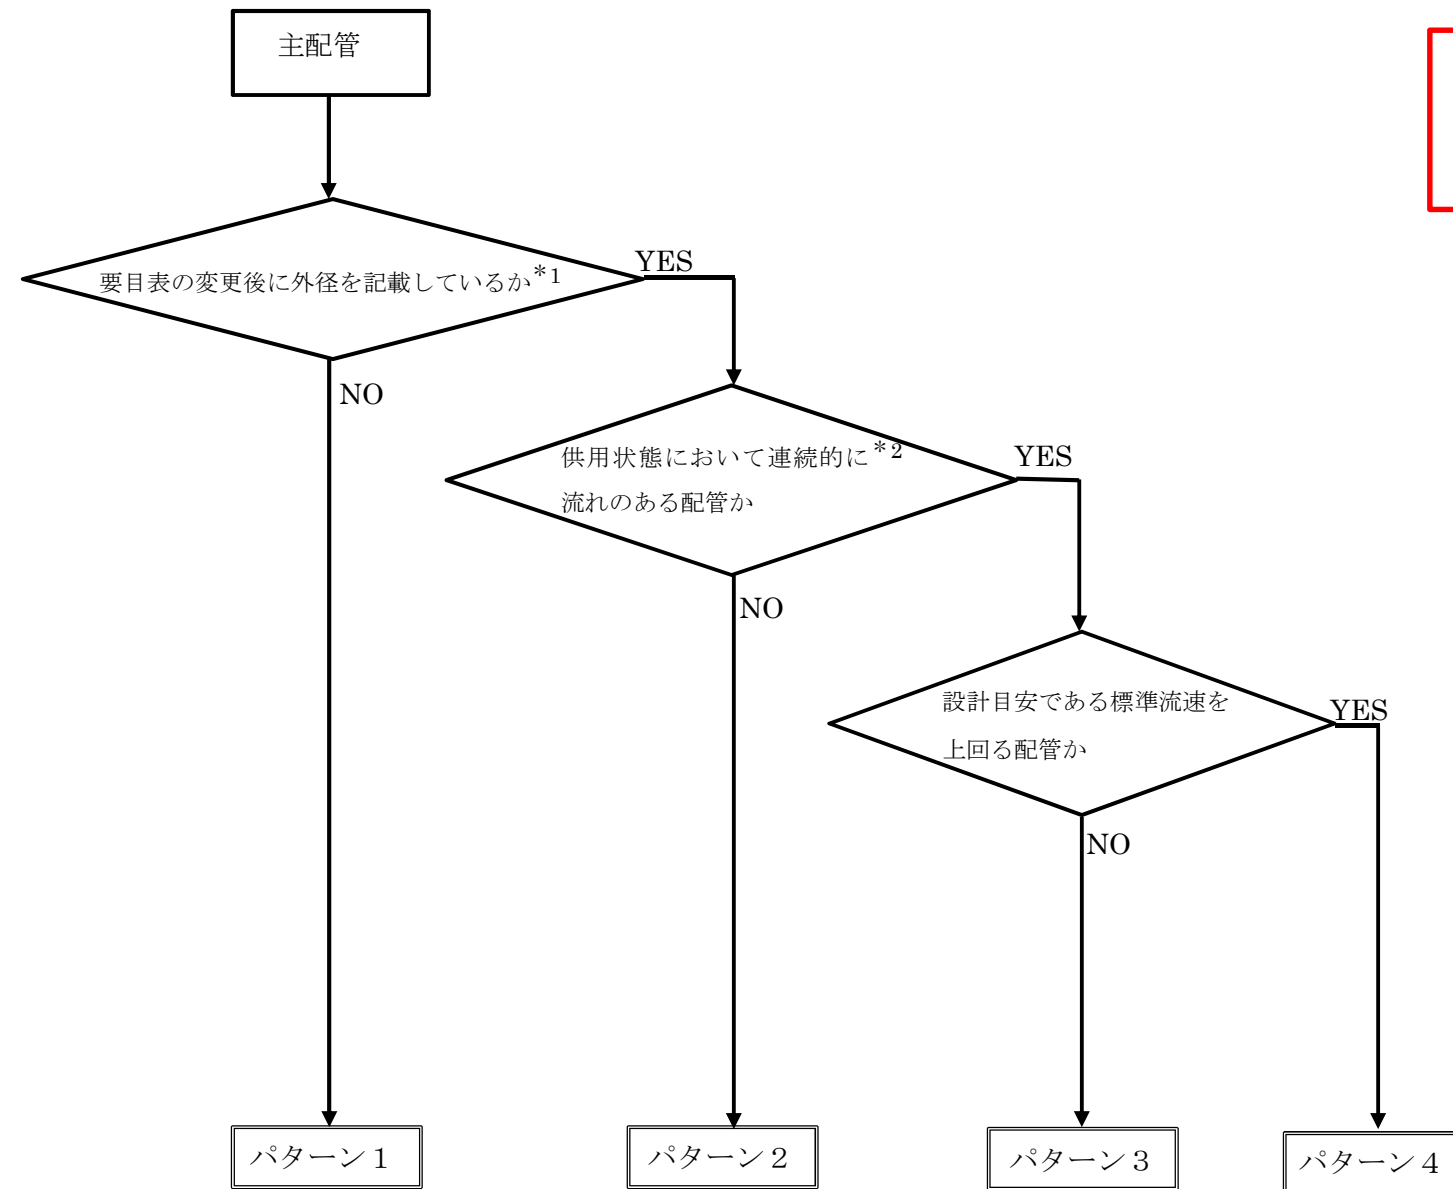 主配管
要目表の変更後に外径を記載しているか*1
YES
NO
供用状態において連続的に*2
流れのある配管か
YES
NO
設計目安である標準流速を
上回る配管か
YES
NO
パターン1
パターン2
パターン3
パターン4